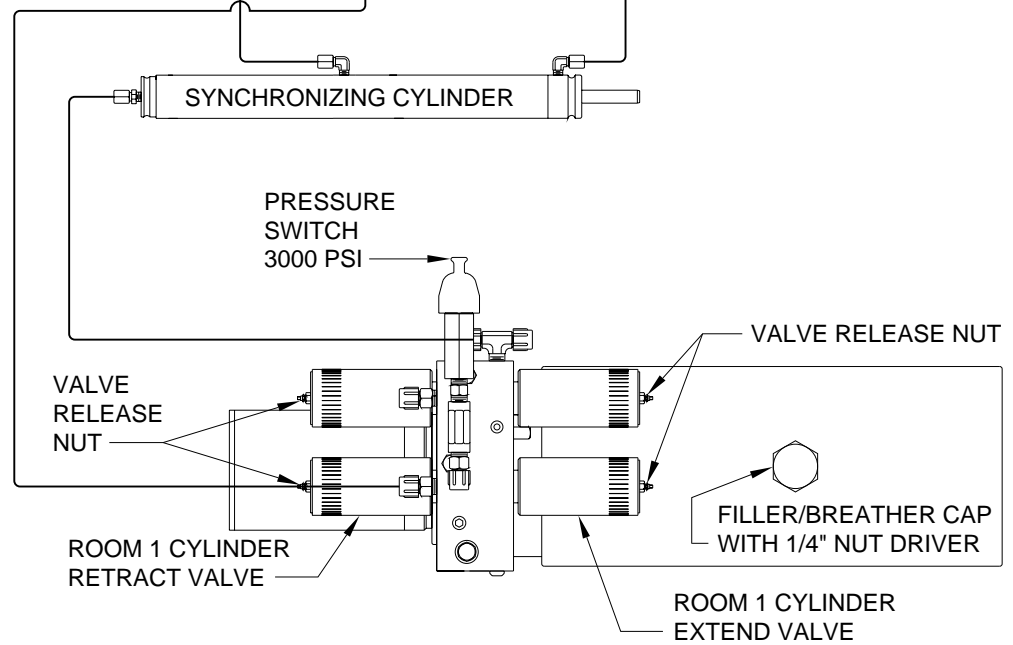 SYNCHRONIZING CYLINDER
PRESSURE
SWITCH
3000 PSI
VALVE RELEASE NUT
VALVE
RELEASE
NUT
FILLER/BREATHER CAP
WITH 1/4" NUT DRIVER
ROOM 1 CYLINDER
RETRACT VALVE
ROOM 1 CYLINDER
EXTEND VALVE